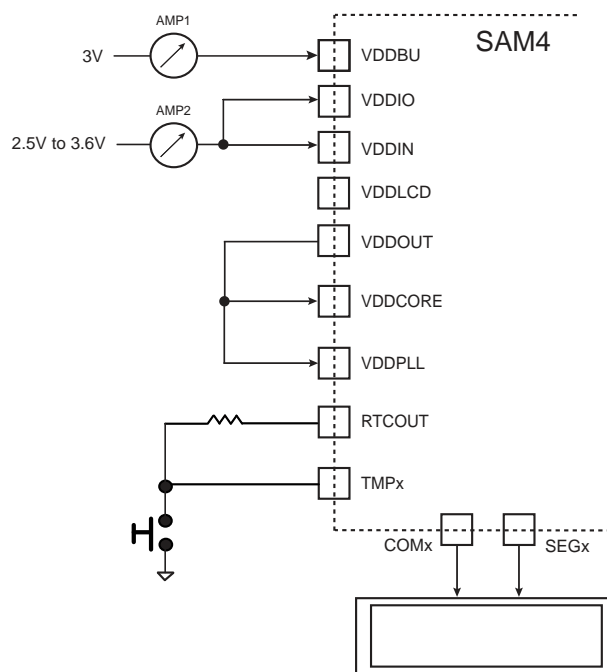 AMP1
SAM4
3V
VDDBU
VDDIO
AMP2
2.5V to 3.6V
VDDIN
VDDLCD
VDDOUT
VDDCORE
VDDPLL
RTCOUT
TMPx
COMx
SEGx